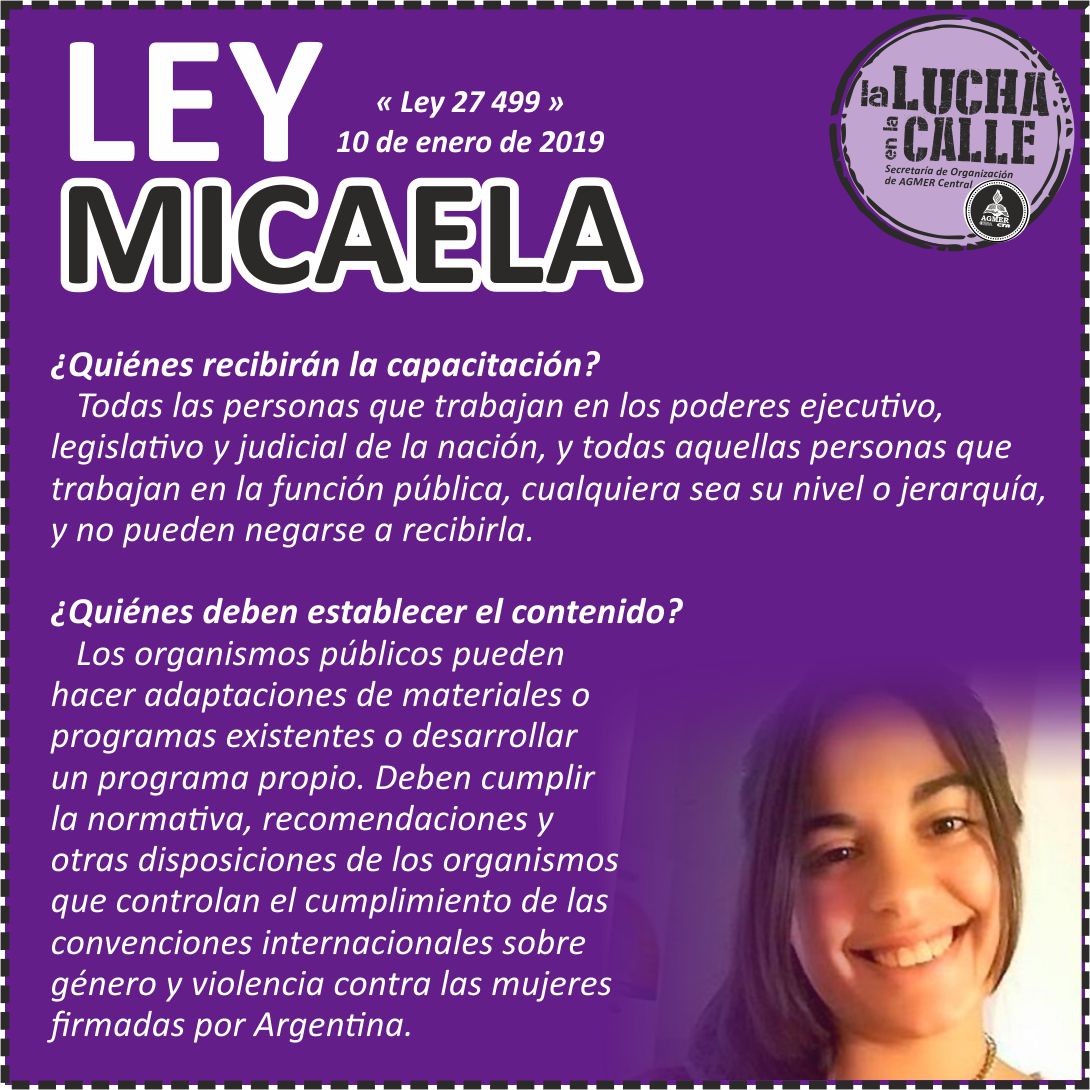 LEY
« Ley 27 499 »
10 de enero de 2019
MICAELA
la LUCHA
en la CALLE
Secretaría de Organización
de AGMER Central
AGMER
¿Quiénes recibirán la capacitación?
Todas las personas que trabajan en los poderes ejecutivo,
legislativo y judicial de la nación, y todas aquellas personas que
trabajan en la función pública, cualquiera sea su nivel o jerarquía,
y no pueden negarse a recibirla.
¿Quiénes deben establecer el contenido?
Los organismos públicos pueden
hacer adaptaciones de materiales o
programas existentes o desarrollar
un programa propio. Deben cumplir
la normativa, recomendaciones y
otras disposiciones de los organismos
que controlan el cumplimiento de las
convenciones internacionales sobre
género y violencia contra las mujeres
firmadas por Argentina.